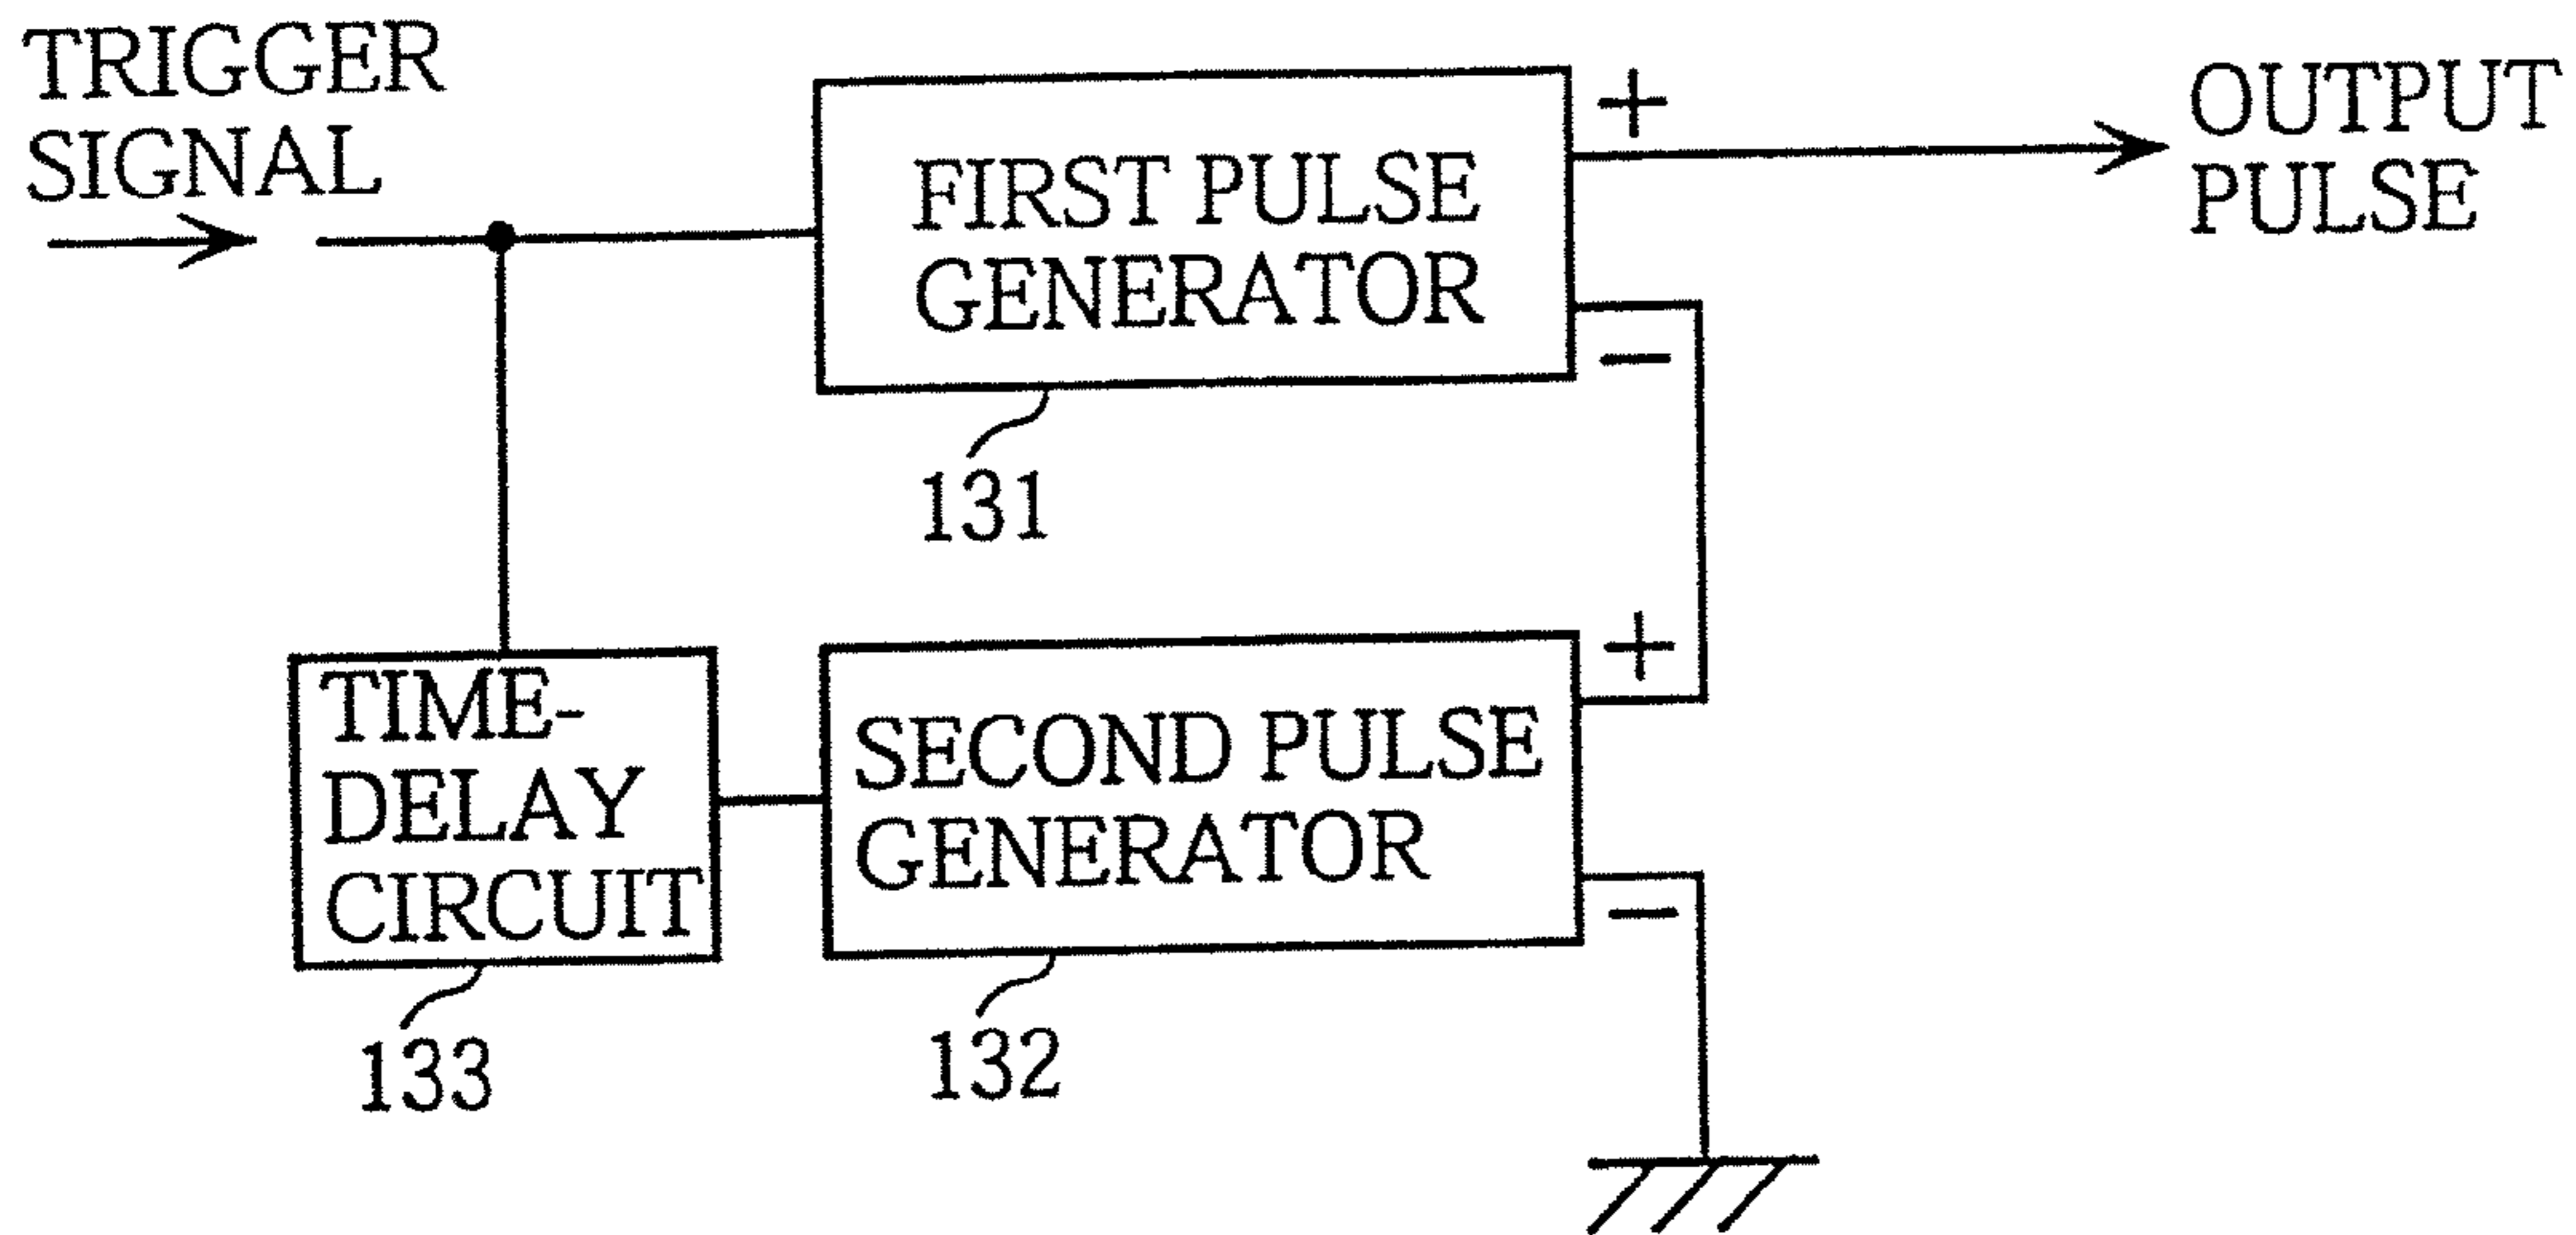 TRIGGER
SIGNAL
+
OUTPUT
PULSE
FIRST PULSE
GENERATOR
−
131
+
TIME-
DELAY
CIRCUIT
SECOND PULSE
GENERATOR
−
133
132